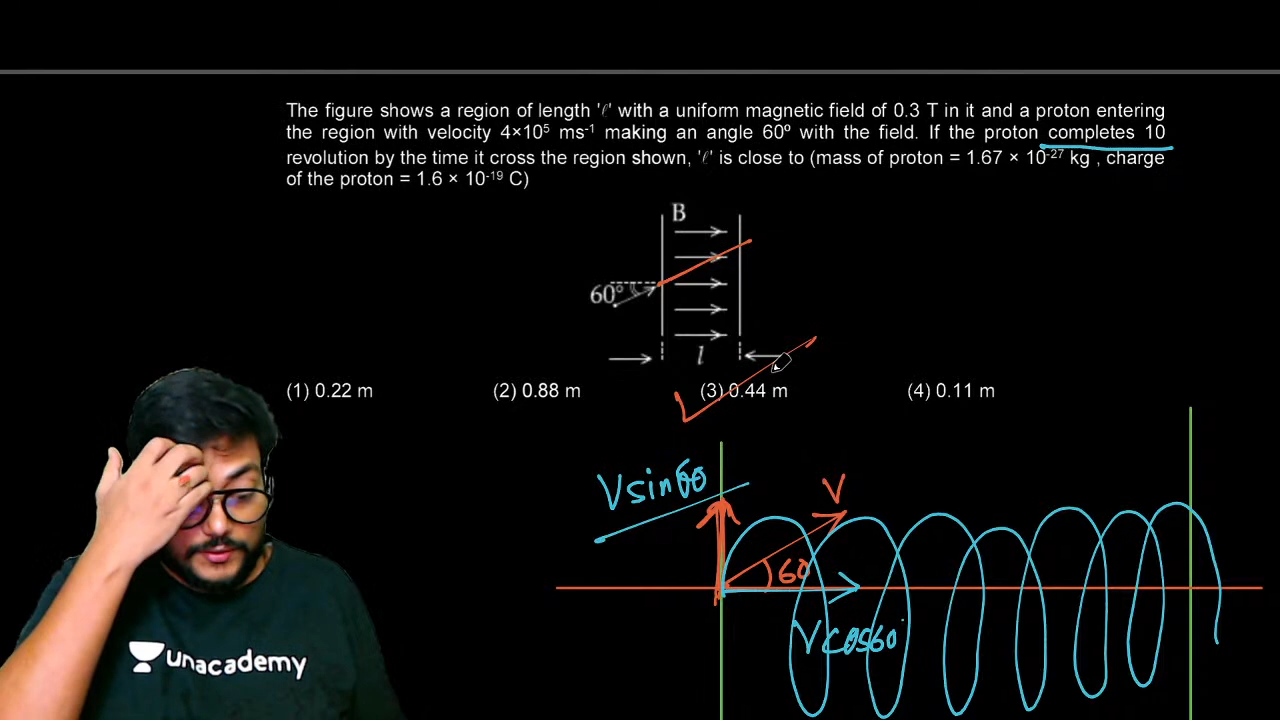 The figure shows a region of length 'ℓ' with a uniform magnetic field of 0.3 T in it and a proton entering
the region with velocity 4×10⁵ ms⁻¹ making an angle 60º with the field. If the proton completes 10
revolution by the time it cross the region shown, 'ℓ' is close to (mass of proton = 1.67 × 10⁻²⁷ kg , charge
of the proton = 1.6 × 10⁻¹⁹ C)
B
60°
l
(1) 0.22 m (2) 0.88 m (3) 0.44 m (4) 0.11 m
V sin60
V
60
V cos60°
unacademy